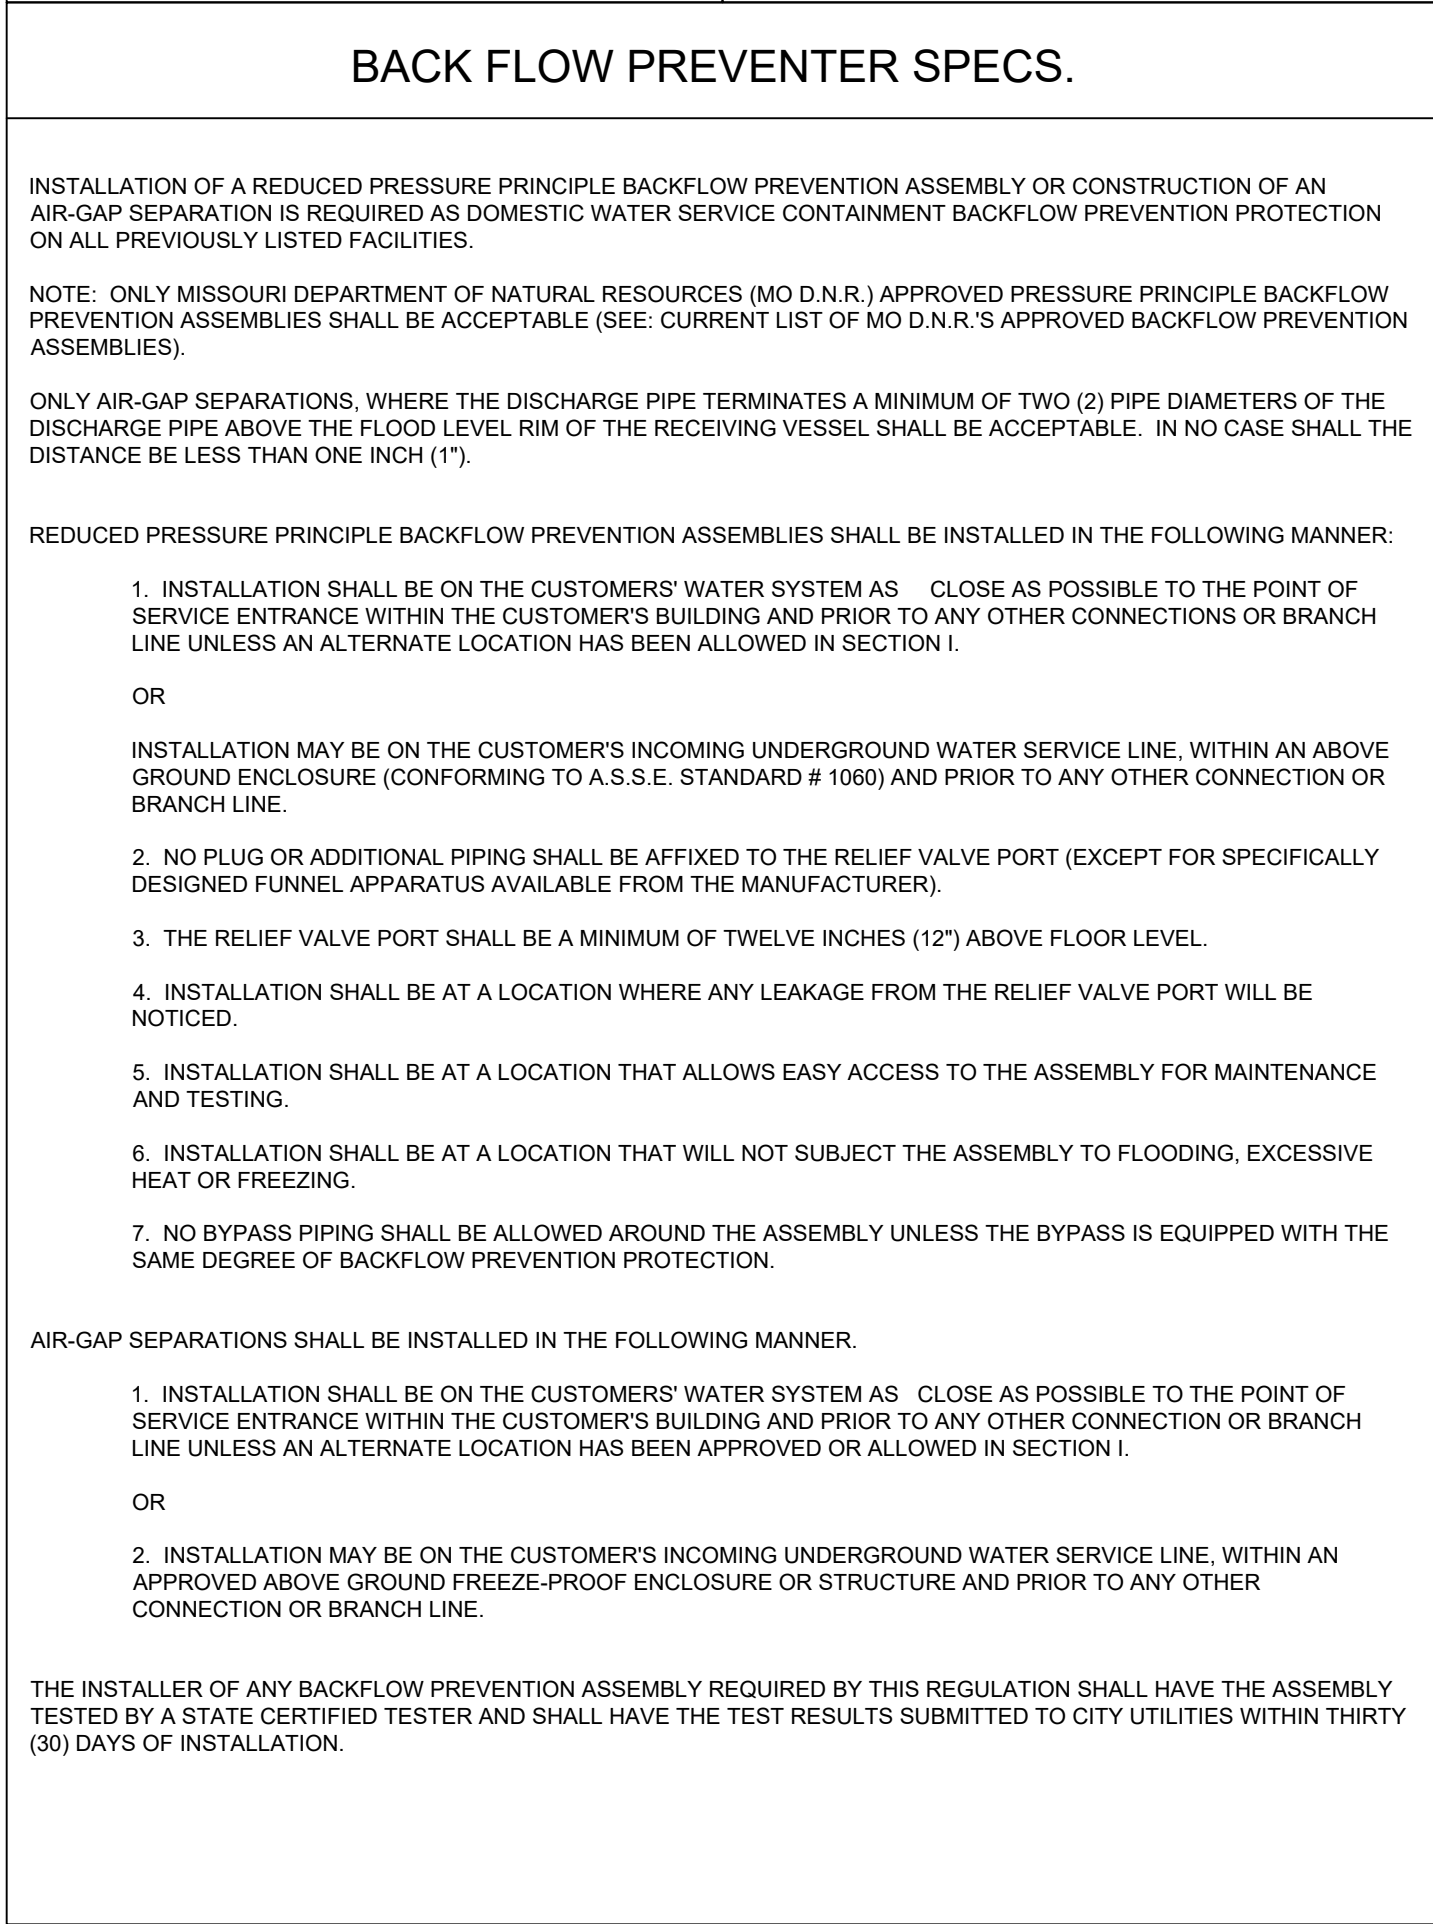 BACK FLOW PREVENTER SPECS.
INSTALLATION OF A REDUCED PRESSURE PRINCIPLE BACKFLOW PREVENTION ASSEMBLY OR CONSTRUCTION OF AN
AIR-GAP SEPARATION IS REQUIRED AS DOMESTIC WATER SERVICE CONTAINMENT BACKFLOW PREVENTION PROTECTION
ON ALL PREVIOUSLY LISTED FACILITIES.
NOTE: ONLY MISSOURI DEPARTMENT OF NATURAL RESOURCES (MO D.N.R.) APPROVED PRESSURE PRINCIPLE BACKFLOW
PREVENTION ASSEMBLIES SHALL BE ACCEPTABLE (SEE: CURRENT LIST OF MO D.N.R.'S APPROVED BACKFLOW PREVENTION
ASSEMBLIES).
ONLY AIR-GAP SEPARATIONS, WHERE THE DISCHARGE PIPE TERMINATES A MINIMUM OF TWO (2) PIPE DIAMETERS OF THE
DISCHARGE PIPE ABOVE THE FLOOD LEVEL RIM OF THE RECEIVING VESSEL SHALL BE ACCEPTABLE. IN NO CASE SHALL THE
DISTANCE BE LESS THAN ONE INCH (1").
REDUCED PRESSURE PRINCIPLE BACKFLOW PREVENTION ASSEMBLIES SHALL BE INSTALLED IN THE FOLLOWING MANNER:
1. INSTALLATION SHALL BE ON THE CUSTOMERS' WATER SYSTEM AS CLOSE AS POSSIBLE TO THE POINT OF
SERVICE ENTRANCE WITHIN THE CUSTOMER'S BUILDING AND PRIOR TO ANY OTHER CONNECTIONS OR BRANCH
LINE UNLESS AN ALTERNATE LOCATION HAS BEEN ALLOWED IN SECTION I.
OR
INSTALLATION MAY BE ON THE CUSTOMER'S INCOMING UNDERGROUND WATER SERVICE LINE, WITHIN AN ABOVE
GROUND ENCLOSURE (CONFORMING TO A.S.S.E. STANDARD # 1060) AND PRIOR TO ANY OTHER CONNECTION OR
BRANCH LINE.
2. NO PLUG OR ADDITIONAL PIPING SHALL BE AFFIXED TO THE RELIEF VALVE PORT (EXCEPT FOR SPECIFICALLY
DESIGNED FUNNEL APPARATUS AVAILABLE FROM THE MANUFACTURER).
3. THE RELIEF VALVE PORT SHALL BE A MINIMUM OF TWELVE INCHES (12") ABOVE FLOOR LEVEL.
4. INSTALLATION SHALL BE AT A LOCATION WHERE ANY LEAKAGE FROM THE RELIEF VALVE PORT WILL BE
NOTICED.
5. INSTALLATION SHALL BE AT A LOCATION THAT ALLOWS EASY ACCESS TO THE ASSEMBLY FOR MAINTENANCE
AND TESTING.
6. INSTALLATION SHALL BE AT A LOCATION THAT WILL NOT SUBJECT THE ASSEMBLY TO FLOODING, EXCESSIVE
HEAT OR FREEZING.
7. NO BYPASS PIPING SHALL BE ALLOWED AROUND THE ASSEMBLY UNLESS THE BYPASS IS EQUIPPED WITH THE
SAME DEGREE OF BACKFLOW PREVENTION PROTECTION.
AIR-GAP SEPARATIONS SHALL BE INSTALLED IN THE FOLLOWING MANNER.
1. INSTALLATION SHALL BE ON THE CUSTOMERS' WATER SYSTEM AS CLOSE AS POSSIBLE TO THE POINT OF
SERVICE ENTRANCE WITHIN THE CUSTOMER'S BUILDING AND PRIOR TO ANY OTHER CONNECTION OR BRANCH
LINE UNLESS AN ALTERNATE LOCATION HAS BEEN APPROVED OR ALLOWED IN SECTION I.
OR
2. INSTALLATION MAY BE ON THE CUSTOMER'S INCOMING UNDERGROUND WATER SERVICE LINE, WITHIN AN
APPROVED ABOVE GROUND FREEZE-PROOF ENCLOSURE OR STRUCTURE AND PRIOR TO ANY OTHER
CONNECTION OR BRANCH LINE.
THE INSTALLER OF ANY BACKFLOW PREVENTION ASSEMBLY REQUIRED BY THIS REGULATION SHALL HAVE THE ASSEMBLY
TESTED BY A STATE CERTIFIED TESTER AND SHALL HAVE THE TEST RESULTS SUBMITTED TO CITY UTILITIES WITHIN THIRTY
(30) DAYS OF INSTALLATION.